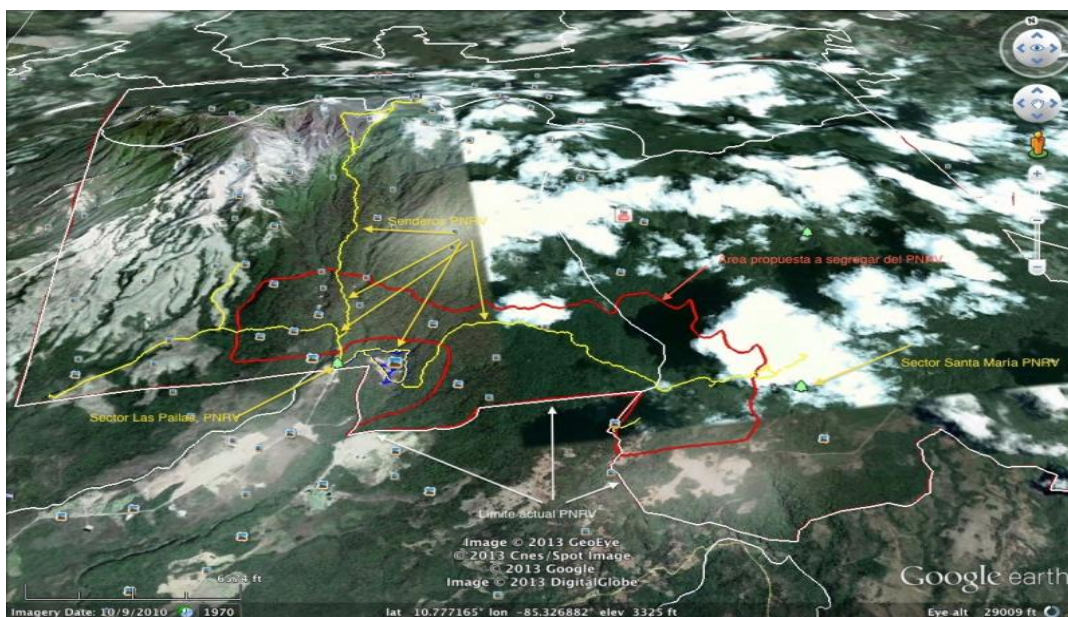 N
Senderos PNRV
Área propuesta a segregar del PNRV
Sector Santa María PNRV
Sector Las Pailas, PNRV
Límite actual PNRV
Image © 2013 GeoEye
© 2013 Cnes/Spot Image
© 2013 Google
Image © 2013 DigitalGlobe
Google earth
ft
Imagery Date: 10/9/2010 1970 lat 10.777165° lon -85.326882° elev 3325 ft Eye alt 29009 ft